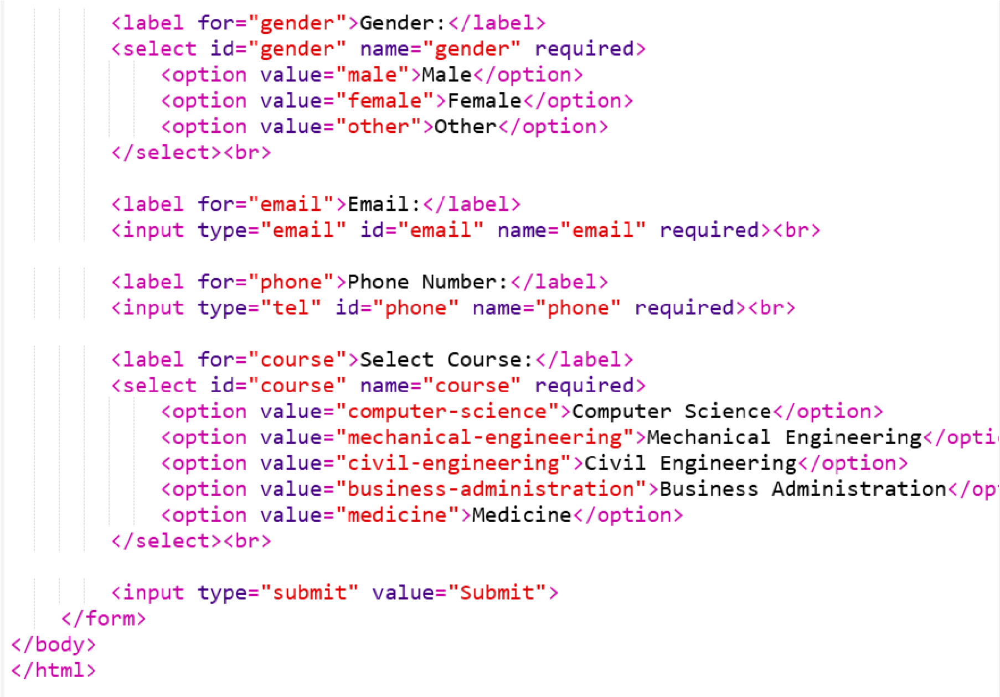 <label for="gender">Gender:</label>
<select id="gender" name="gender" required>
<option value="male">Male</option>
<option value="female">Female</option>
<option value="other">Other</option>
</select><br>
<label for="email">Email:</label>
<input type="email" id="email" name="email" required><br>
<label for="phone">Phone Number:</label>
<input type="tel" id="phone" name="phone" required><br>
<label for="course">Select Course:</label>
<select id="course" name="course" required>
<option value="computer-science">Computer Science</option>
<option value="mechanical-engineering">Mechanical Engineering</opti
<option value="civil-engineering">Civil Engineering</option>
<option value="business-administration">Business Administration</op
<option value="medicine">Medicine</option>
</select><br>
<input type="submit" value="Submit">
</form>
</body>
</html>